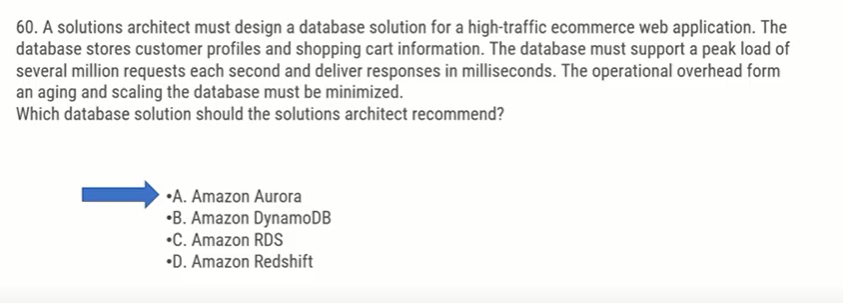 60. A solutions architect must design a database solution for a high-traffic ecommerce web application. The
database stores customer profiles and shopping cart information. The database must support a peak load of
several million requests each second and deliver responses in milliseconds. The operational overhead form
an aging and scaling the database must be minimized.
Which database solution should the solutions architect recommend?
•A. Amazon Aurora
•B. Amazon DynamoDB
•C. Amazon RDS
•D. Amazon Redshift